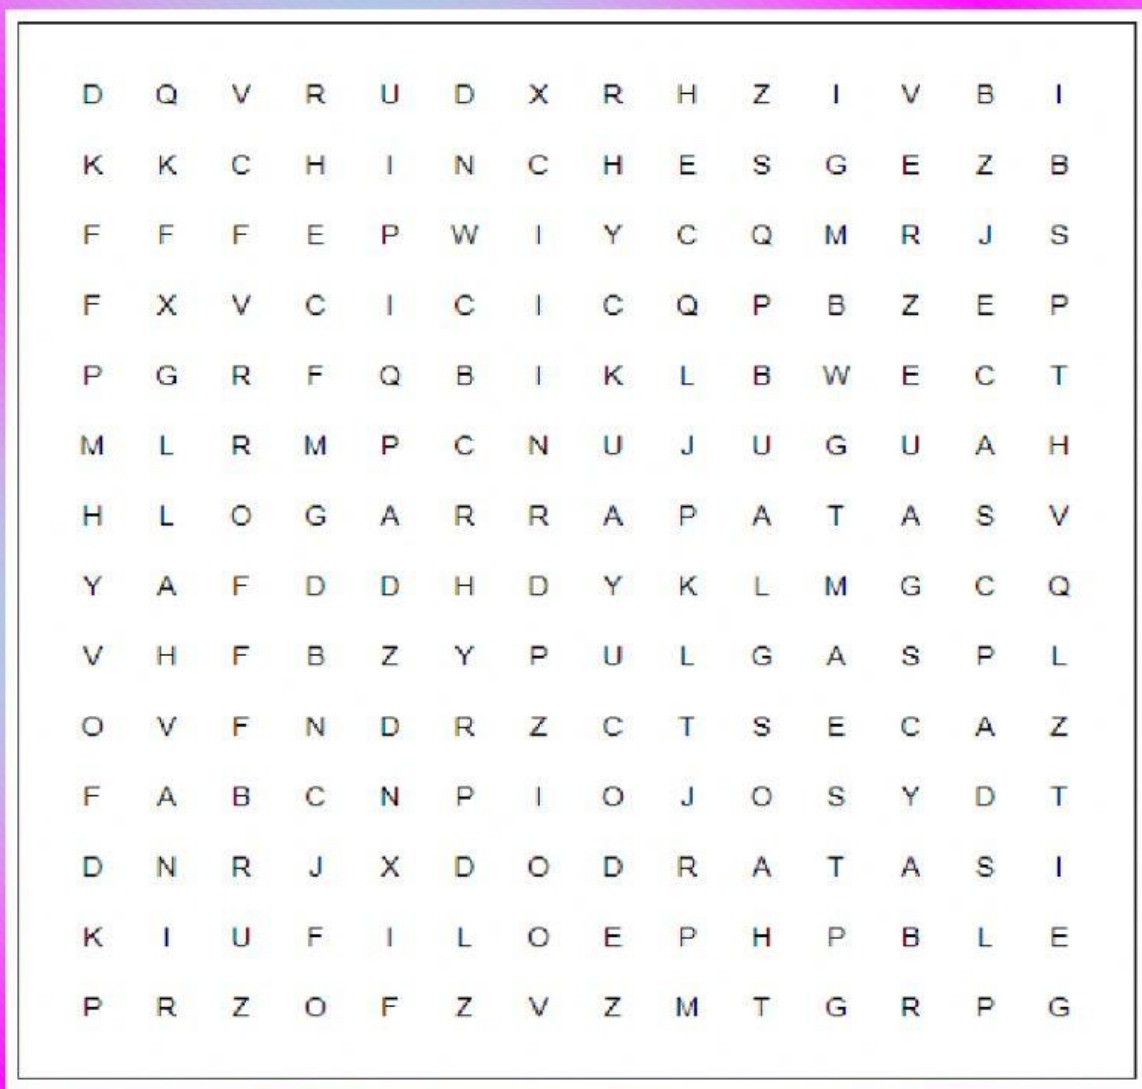 D Q V R U D X R H Z I V B I
K K C H I N C H E S G E Z B
F F F E P W I Y C Q M R J S
F X V C I C I C Q P B Z E P
P G R F Q B I K L B W E C T
M L R M P C N U J U G U A H
H L O G A R R A P A T A S V
Y A F D D H D Y K L M G C Q
V H F B Z Y P U L G A S P L
O V F N D R Z C T S E C A Z
F A B C N P I O J O S Y D T
D N R J X D O D R A T A S I
K I U F I L O E P H P B L E
P R Z O F Z V Z M T G R P G